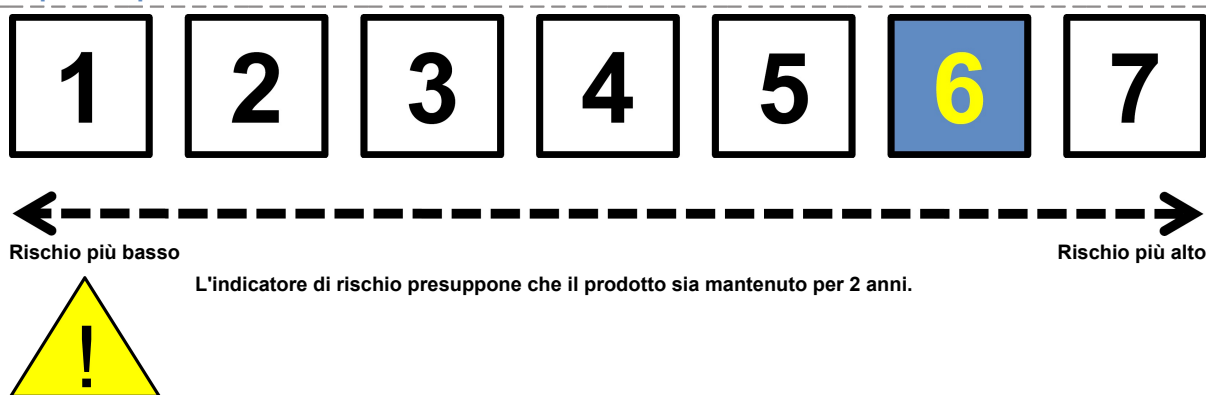 1 2 3 4 5 6 7
Rischio più basso Rischio più alto
L'indicatore di rischio presuppone che il prodotto sia mantenuto per 2 anni.
!